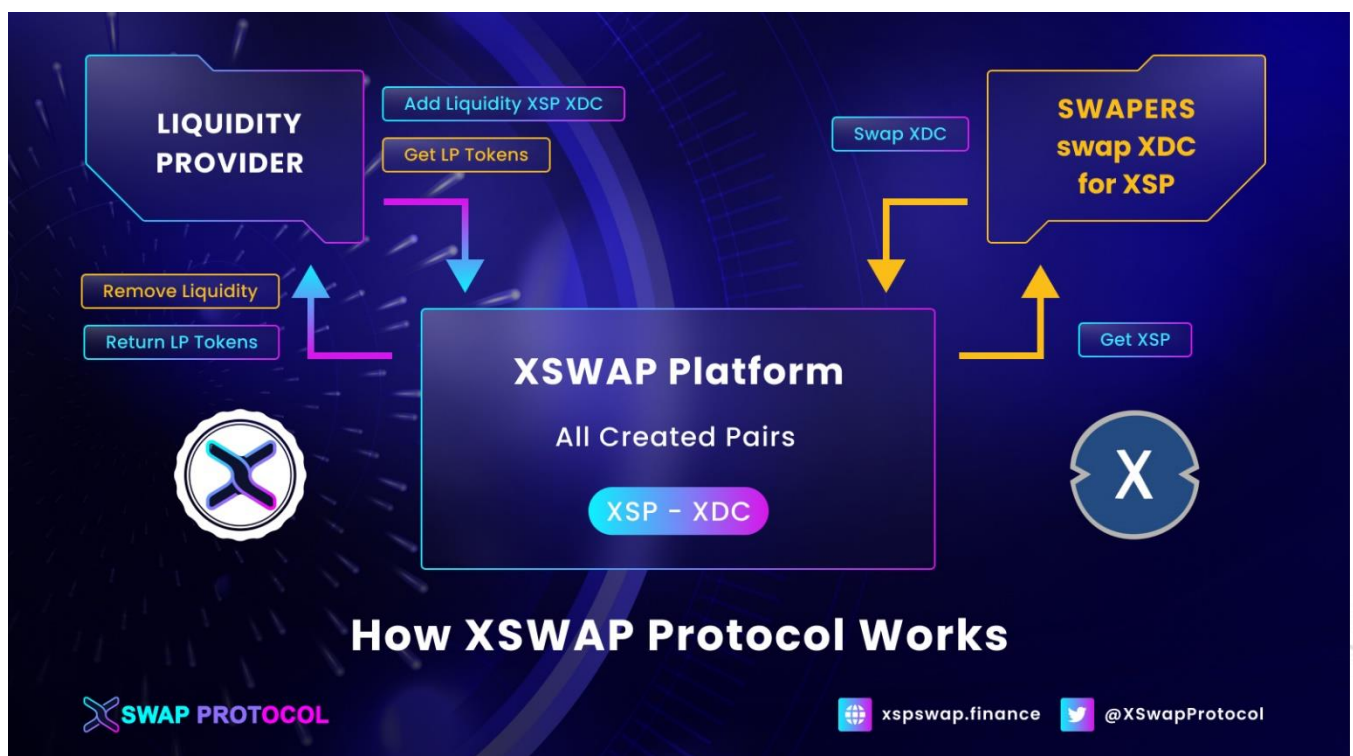 LIQUIDITY
PROVIDER
Add Liquidity XSP XDC
Get LP Tokens
Swap XDC
SWAPERS
swap XDC
for XSP
Remove Liquidity
Return LP Tokens
Get XSP
XSWAP Platform
All Created Pairs
XSP - XDC
X
How XSWAP Protocol Works
XSWAP PROTOCOL
xspswap.finance
@XSwapProtocol